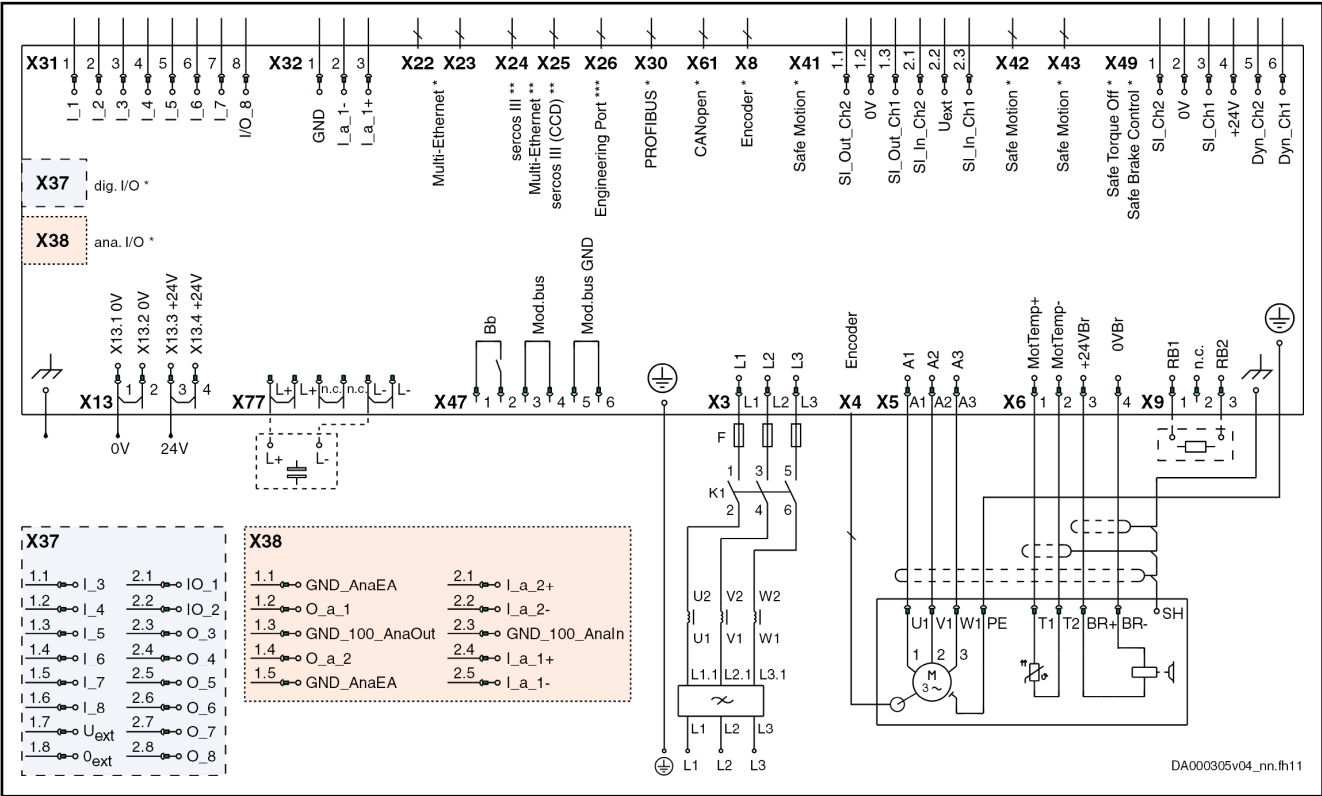 X31 1 2 3 4 5 6 7 8 X32 1 2 3 X22 X23 X24 X25 X26 X30 X61 X8 X41 1.1 1.2 1.3 2.1 2.2 2.3 X42 X43 X49 1 2 3 4 5 6
I_1
I_2
I_3
I_4
I_5
I_6
I_7
I/O_8
GND
I_a_1-
I_a_1+
Multi-Ethernet *
sercos III **
Multi-Ethernet **
sercos III (CCD) **
Engineering Port ***
PROFIBUS *
CANopen *
Encoder *
Safe Motion *
SI_Out_Ch2
0V
SI_Out_Ch1
SI_In_Ch2
Uext
SI_In_Ch1
Safe Motion *
Safe Motion *
Safe Torque Off *
Safe Brake Control *
SI_Ch2
0V
SI_Ch1
+24V
Dyn_Ch2
Dyn_Ch1
X37 dig. I/O *
X38 ana. I/O *
X13.1 0V
X13.2 0V
X13.3 +24V
X13.4 +24V
Bb
Mod.bus
Mod.bus GND
L1
L2
L3
Encoder
A1
A2
A3
MotTemp+
MotTemp-
+24VBr
0VBr
RB1
n.c.
RB2
X13 1 2 3 4 X77 L+ L+ n.c. n.c. L- L- X47 1 2 3 4 5 6 X3 L1 L2 L3 X4 X5 A1 A2 A3 X6 1 2 3 4 X9 1 2 3
0V 24V
L+ L-
F
1 3 5
K1
2 4 6
U2 V2 W2
U1 V1 W1
L1.1 L2.1 L3.1
L1 L2 L3
L1 L2 L3
SH
U1 V1 W1 PE T1 T2 BR+ BR-
1 2 3
M
3~
ϑ
X37
1.1 I_3 2.1 IO_1
1.2 I_4 2.2 IO_2
1.3 I_5 2.3 O_3
1.4 I_6 2.4 O_4
1.5 I_7 2.5 O_5
1.6 I_8 2.6 O_6
1.7 Uext 2.7 O_7
1.8 0ext 2.8 O_8
X38
1.1 GND_AnaEA 2.1 I_a_2+
1.2 O_a_1 2.2 I_a_2-
1.3 GND_100_AnaOut 2.3 GND_100_AnaIn
1.4 O_a_2 2.4 I_a_1+
1.5 GND_AnaEA 2.5 I_a_1-
DA000305v04_nn.fh11